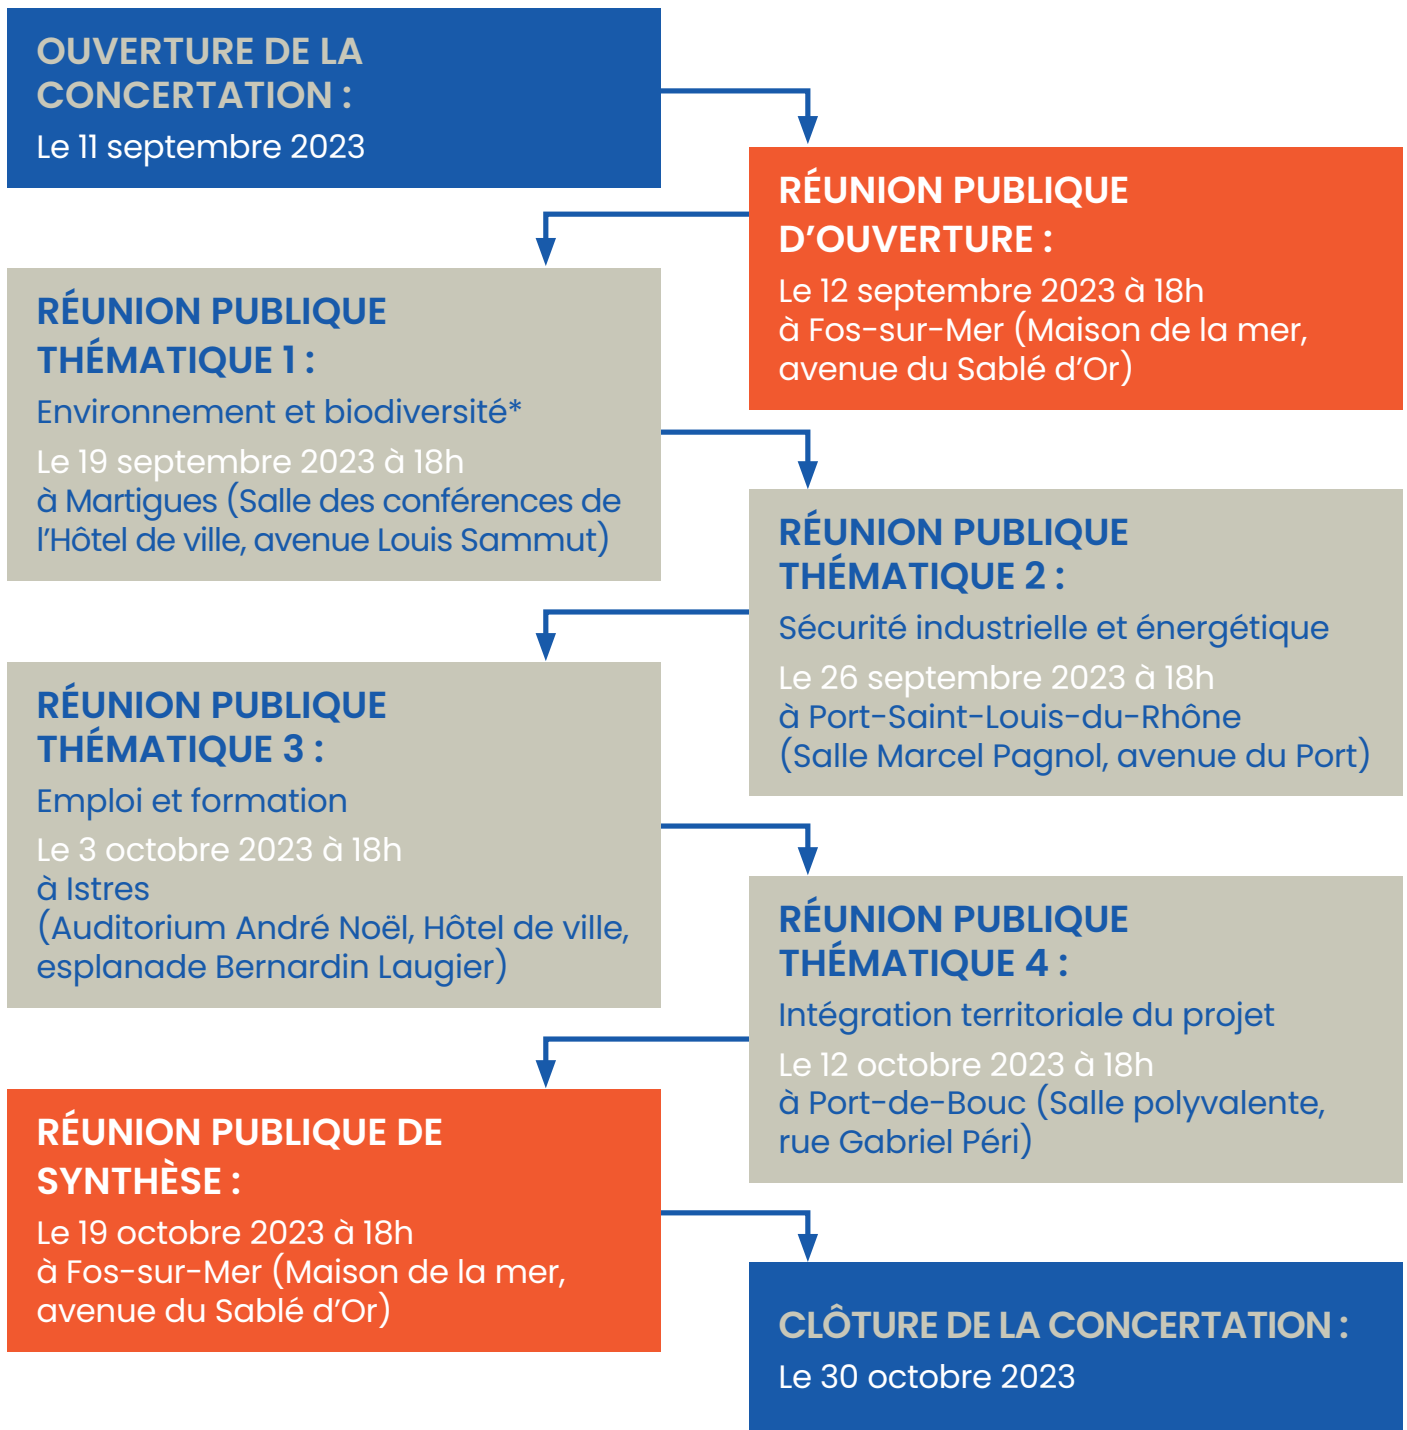 OUVERTURE DE LA
CONCERTATION :
Le 11 septembre 2023
RÉUNION PUBLIQUE
D’OUVERTURE :
Le 12 septembre 2023 à 18h
à Fos-sur-Mer (Maison de la mer,
avenue du Sablé d’Or)
RÉUNION PUBLIQUE
THÉMATIQUE 1 :
Environnement et biodiversité*
Le 19 septembre 2023 à 18h
à Martigues (Salle des conférences de
l’Hôtel de ville, avenue Louis Sammut)
RÉUNION PUBLIQUE
THÉMATIQUE 2 :
Sécurité industrielle et énergétique
Le 26 septembre 2023 à 18h
à Port-Saint-Louis-du-Rhône
(Salle Marcel Pagnol, avenue du Port)
RÉUNION PUBLIQUE
THÉMATIQUE 3 :
Emploi et formation
Le 3 octobre 2023 à 18h
à Istres
(Auditorium André Noël, Hôtel de ville,
esplanade Bernardin Laugier)
RÉUNION PUBLIQUE
THÉMATIQUE 4 :
Intégration territoriale du projet
Le 12 octobre 2023 à 18h
à Port-de-Bouc (Salle polyvalente,
rue Gabriel Péri)
RÉUNION PUBLIQUE DE
SYNTHÈSE :
Le 19 octobre 2023 à 18h
à Fos-sur-Mer (Maison de la mer,
avenue du Sablé d’Or)
CLÔTURE DE LA CONCERTATION :
Le 30 octobre 2023